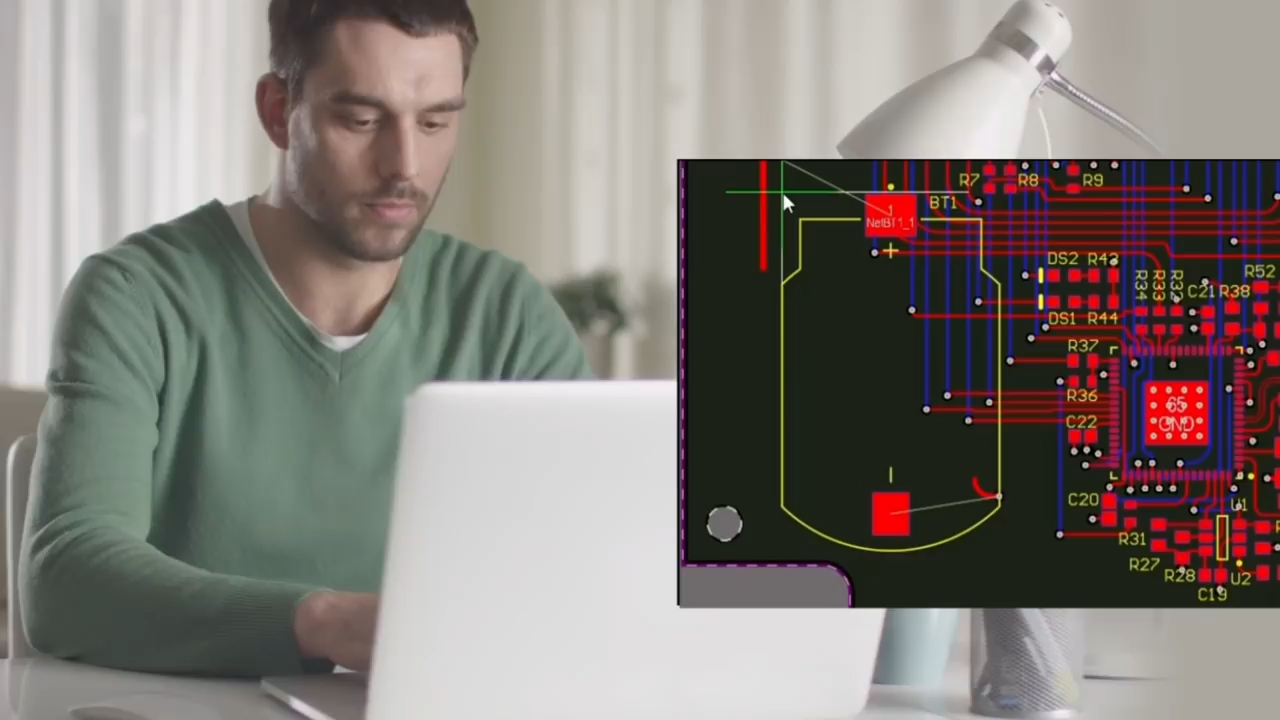 R7
R8
R9
BT1
1
NetBT1_1
+
DS2
R43
R34
R33
C21
R38
R52
DS1
R44
R37
R36
65
GND
C22
C20
U1
R31
R27
R28
U2
C19